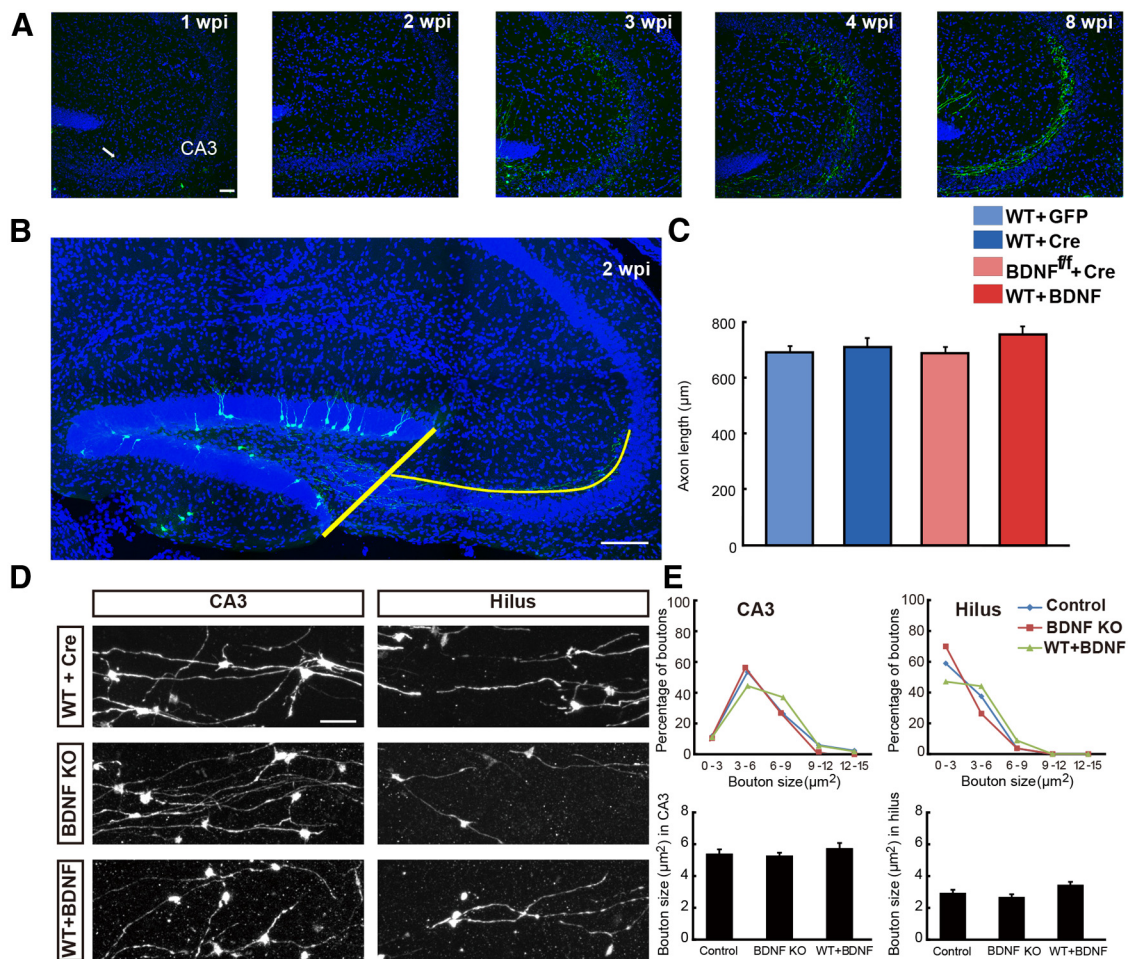 A
1 wpi
2 wpi
3 wpi
4 wpi
8 wpi
CA3
B
2 wpi
C
WT+GFP
WT+Cre
BDNFf/f+Cre
WT+BDNF
Axon length (μm)
800
600
400
200
0
D
CA3
Hilus
WT + Cre
BDNF KO
WT+BDNF
E
CA3
Percentage of boutons
100
80
60
40
20
0
0-3 3-6 6-9 9-12 12-15
Bouton size(μm²)
Hilus
Control
BDNF KO
WT+BDNF
Percentage of boutons
100
80
60
40
20
0
0-3 3-6 6-9 9-12 12-15
Bouton size(μm²)
Bouton size (μm²) in CA3
8
6
4
2
0
Control BDNF KO WT+BDNF
Bouton size (μm²) in hilus
8
6
4
2
0
Control BDNF KO WT+BDNF